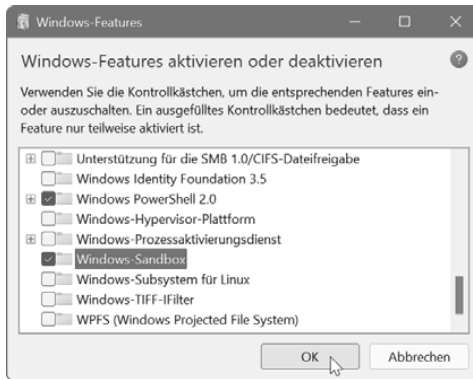 Windows-Features
Windows-Features aktivieren oder deaktivieren
Verwenden Sie die Kontrollkästchen, um die entsprechenden Features ein-
oder auszuschalten. Ein ausgefülltes Kontrollkästchen bedeutet, dass ein
Feature nur teilweise aktiviert ist.
Unterstützung für die SMB 1.0/CIFS-Dateifreigabe
Windows Identity Foundation 3.5
Windows PowerShell 2.0
Windows-Hypervisor-Plattform
Windows-Prozessaktivierungsdienst
Windows-Sandbox
Windows-Subsystem für Linux
Windows-TIFF-IFilter
WPFS (Windows Projected File System)
OK
Abbrechen